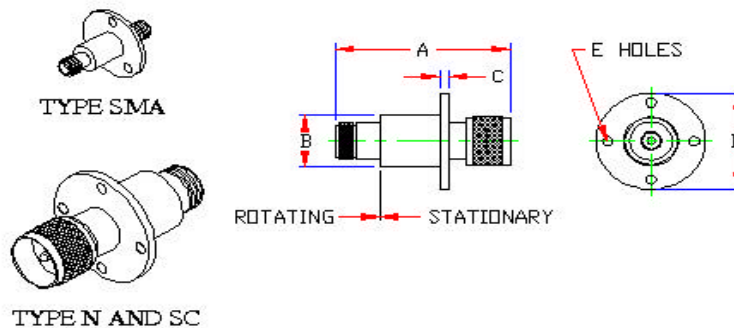 TYPE SMA
TYPE N AND SC
A
C
B
ROTATING
STATIONARY
E HOLES